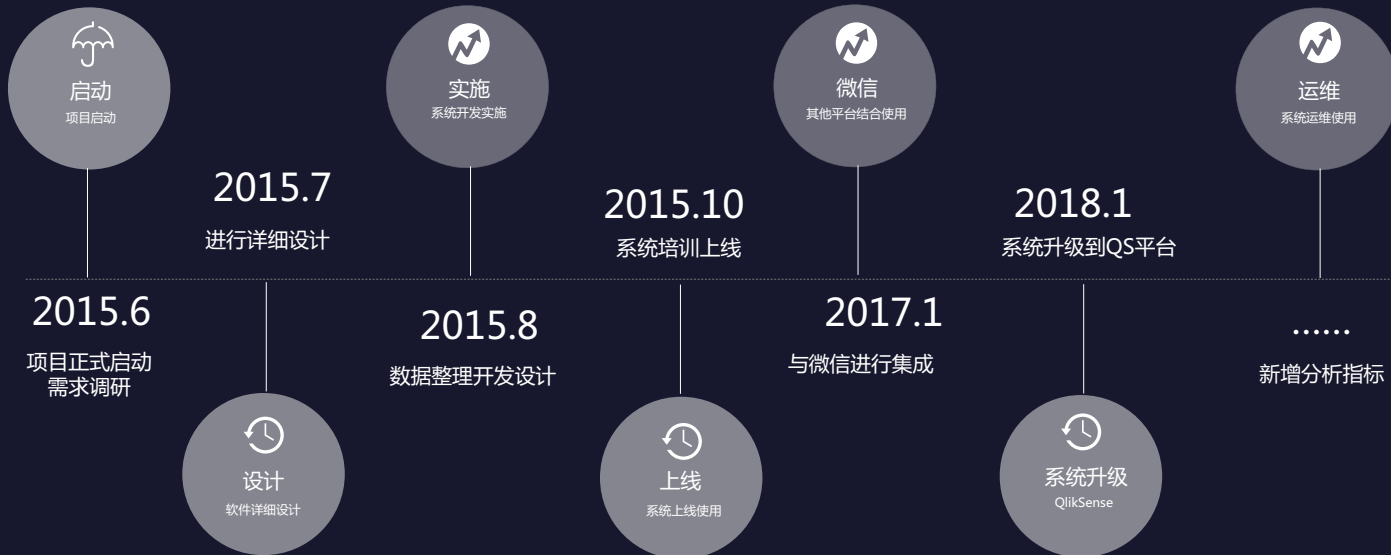 启动
项目启动
2015.6
项目正式启动
需求调研
2015.7
进行详细设计
设计
软件详细设计
实施
系统开发实施
2015.8
数据整理开发设计
2015.10
系统培训上线
上线
系统上线使用
微信
其他平台结合使用
2017.1
与微信进行集成
2018.1
系统升级到QS平台
系统升级
QlikSense
运维
系统运维使用
......
新增分析指标